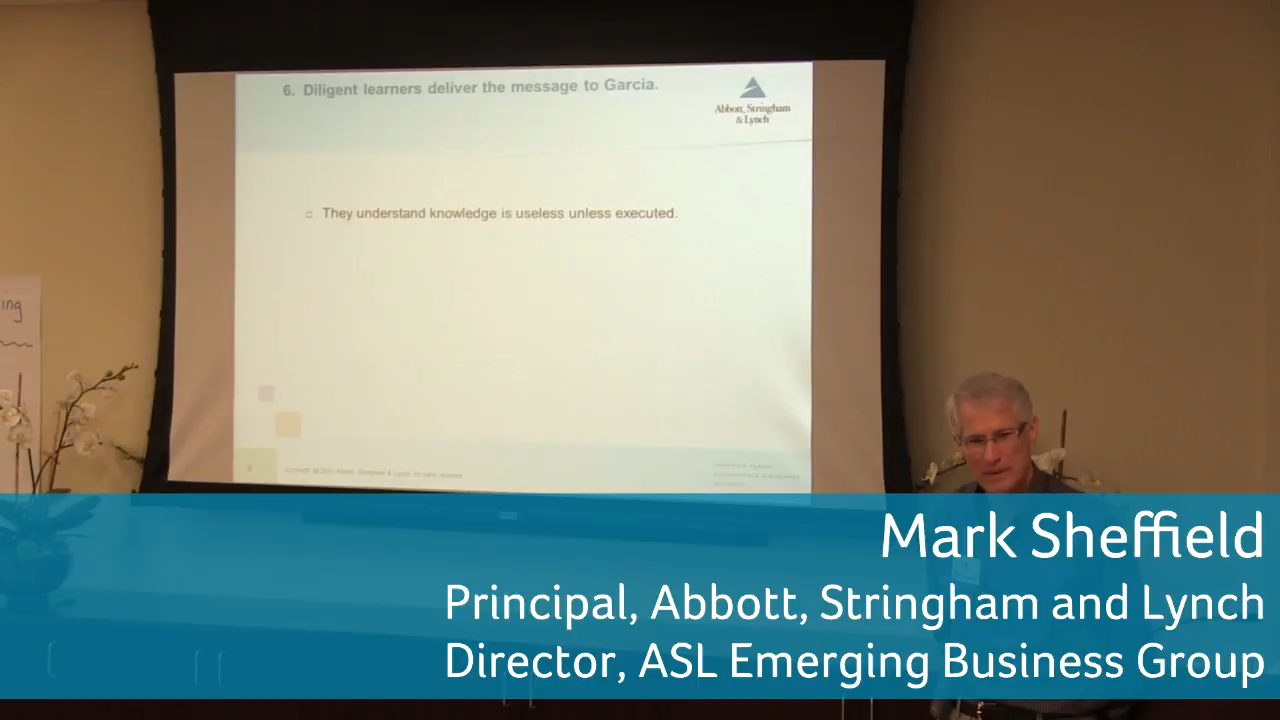 6. Diligent learners deliver the message to Garcia.
Abbott, Stringham
& Lynch
□ They understand knowledge is useless unless executed.
ing
Mark Sheffield
Principal, Abbott, Stringham and Lynch
Director, ASL Emerging Business Group